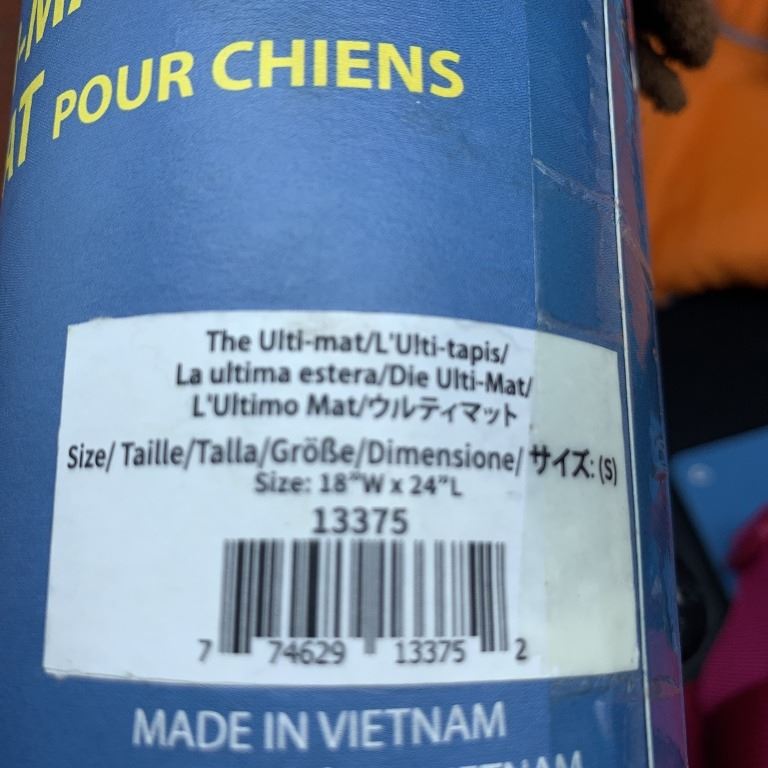 POUR CHIENS
The Ulti-mat/L'Ulti-tapis/
La ultima estera/Die Ulti-Mat/
L'Ultimo Mat/ウルティマット
Size/ Taille/Talla/Größe/Dimensione/ サイズ: (S)
Size: 18"W x 24"L
13375
7 74629 13375 2
MADE IN VIETNAM